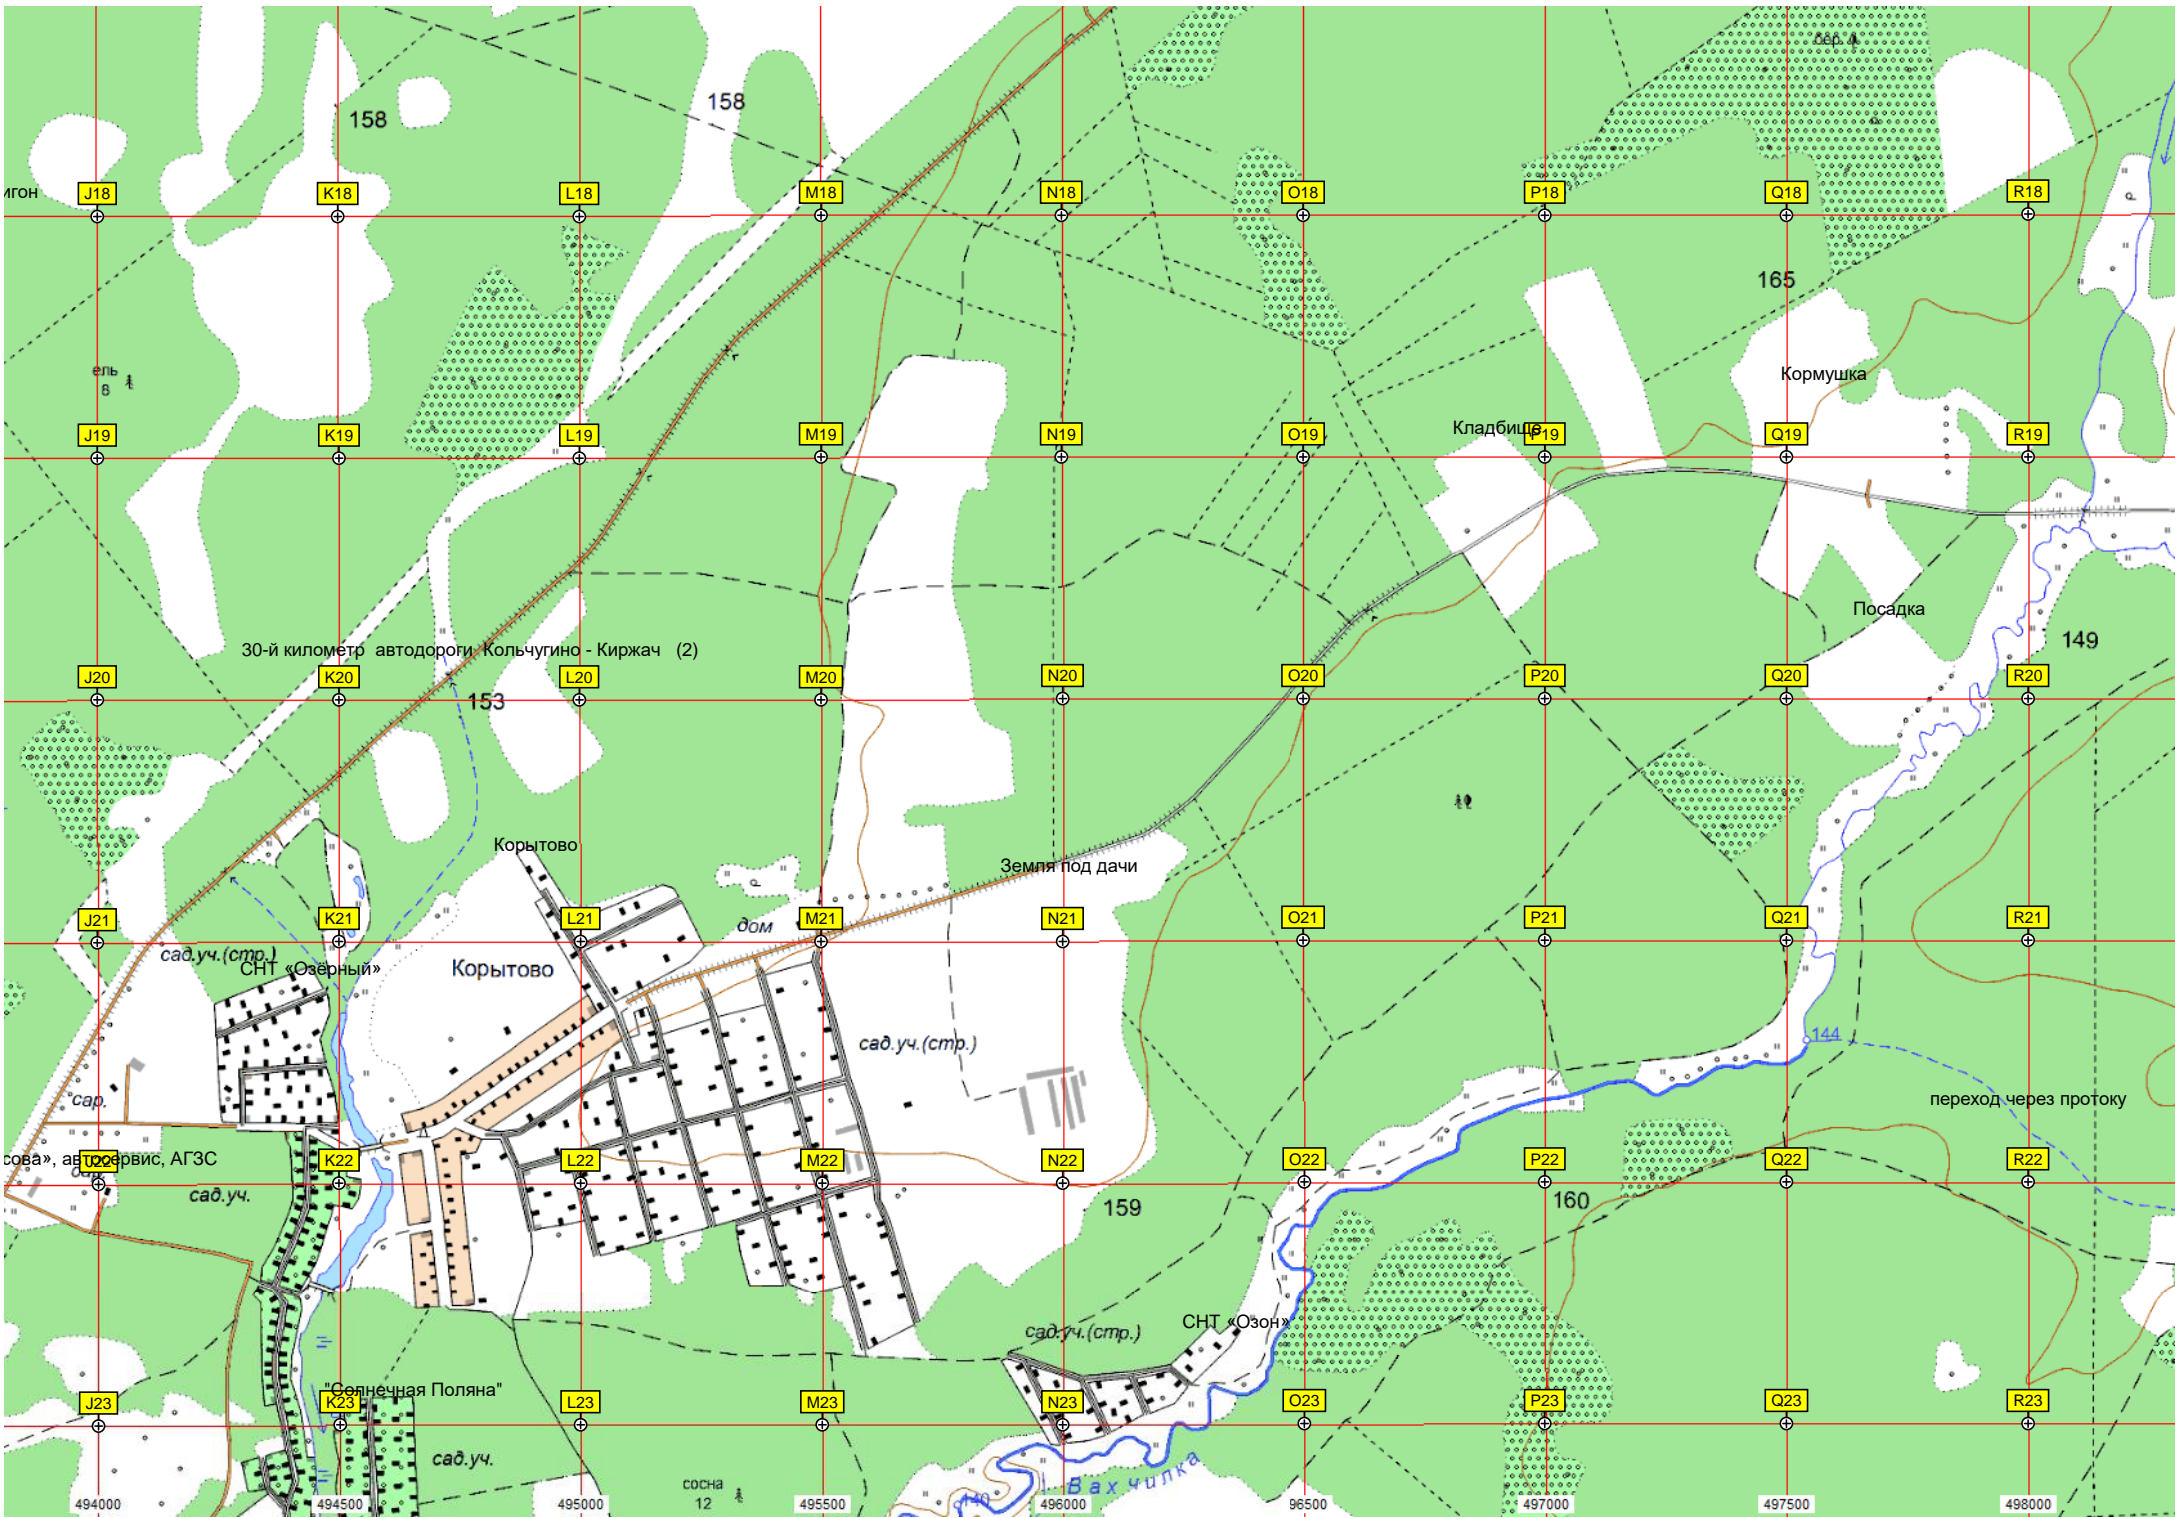 бер.
158
158
игон
J18
K18
L18
M18
N18
O18
P18
Q18
R18
165
ель
8
Кормушка
J19
K19
L19
M19
N19
O19
Кладбище
P19
Q19
R19
Посадка
149
30-й километр автодороги Кольчугино - Киржач (2)
J20
K20
L20
M20
N20
O20
P20
Q20
R20
153
Корытово
Земля под дачи
J21
K21
L21
M21
N21
O21
P21
Q21
R21
дом
сад.уч.(стр.)
СНТ «Озёрный»
Корытово
сад.уч.(стр.)
144
сар.
переход через протоку
сова», автосервис, АГЗС
J22
K22
L22
M22
N22
O22
P22
Q22
R22
сад.уч.
159
160
СНТ «Озон»
сад.уч.(стр.)
"Солнечная Поляна"
J23
K23
L23
M23
N23
O23
P23
Q23
R23
сад.уч.
Вахчилка
сосна
12
140
494000
494500
495000
495500
496000
96500
497000
497500
498000